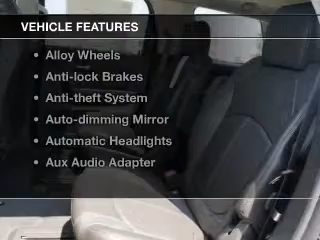 VEHICLE FEATURES
• Alloy Wheels
• Anti-lock Brakes
• Anti-theft System
• Auto-dimming Mirror
• Automatic Headlights
• Aux Audio Adapter